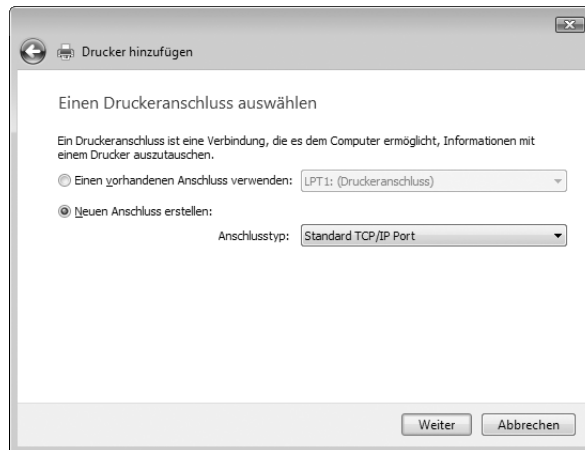 Drucker hinzufügen
Einen Druckeranschluss auswählen
Ein Druckeranschluss ist eine Verbindung, die es dem Computer ermöglicht, Informationen mit
einem Drucker auszutauschen.
Einen vorhandenen Anschluss verwenden: LPT1: (Druckeranschluss)
Neuen Anschluss erstellen:
Anschlusstyp: Standard TCP/IP Port
Weiter Abbrechen